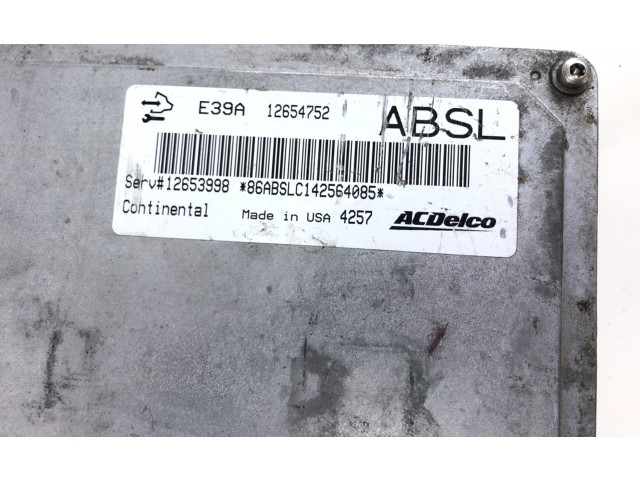 E39A 12654752 ABSL
Serv#12653998 *86ABSLC142564085*
Continental Made in USA 4257 ACDelco